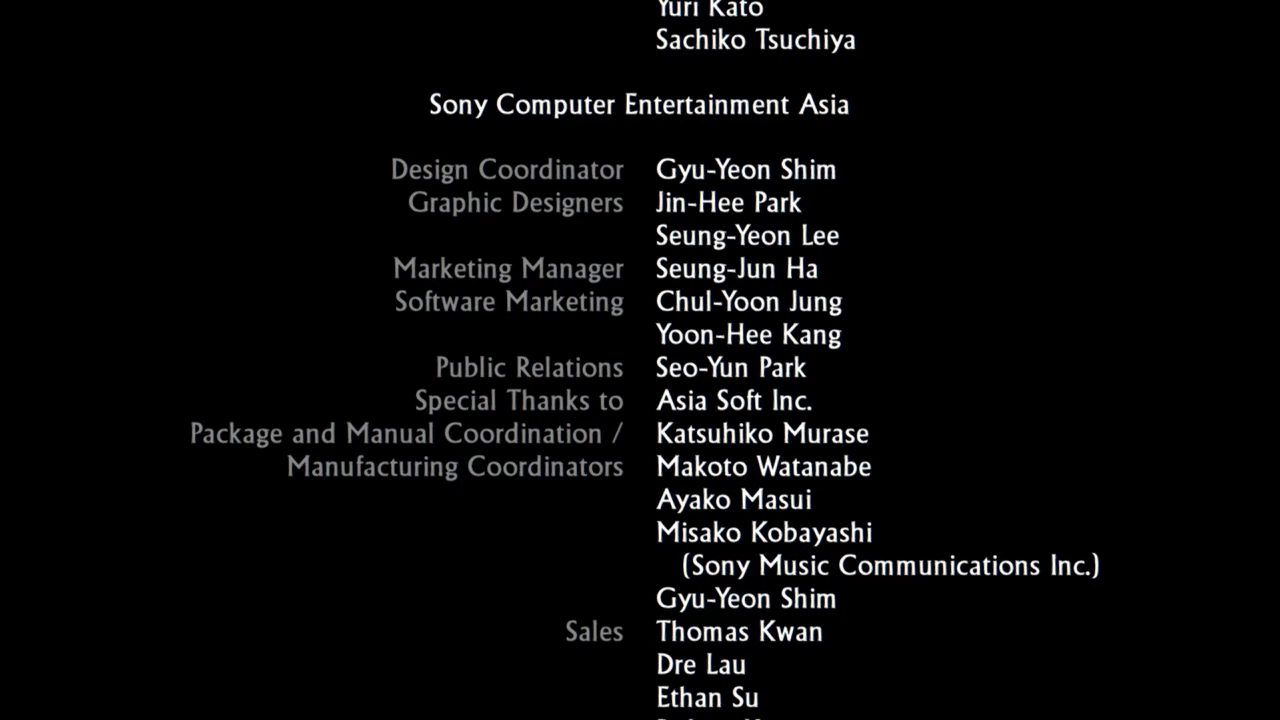 Yuri Kato
Sachiko Tsuchiya
Sony Computer Entertainment Asia
Design Coordinator Gyu-Yeon Shim
Graphic Designers Jin-Hee Park
Seung-Yeon Lee
Marketing Manager Seung-Jun Ha
Software Marketing Chul-Yoon Jung
Yoon-Hee Kang
Public Relations Seo-Yun Park
Special Thanks to Asia Soft Inc.
Package and Manual Coordination / Katsuhiko Murase
Manufacturing Coordinators Makoto Watanabe
Ayako Masui
Misako Kobayashi
(Sony Music Communications Inc.)
Gyu-Yeon Shim
Sales Thomas Kwan
Dre Lau
Ethan Su